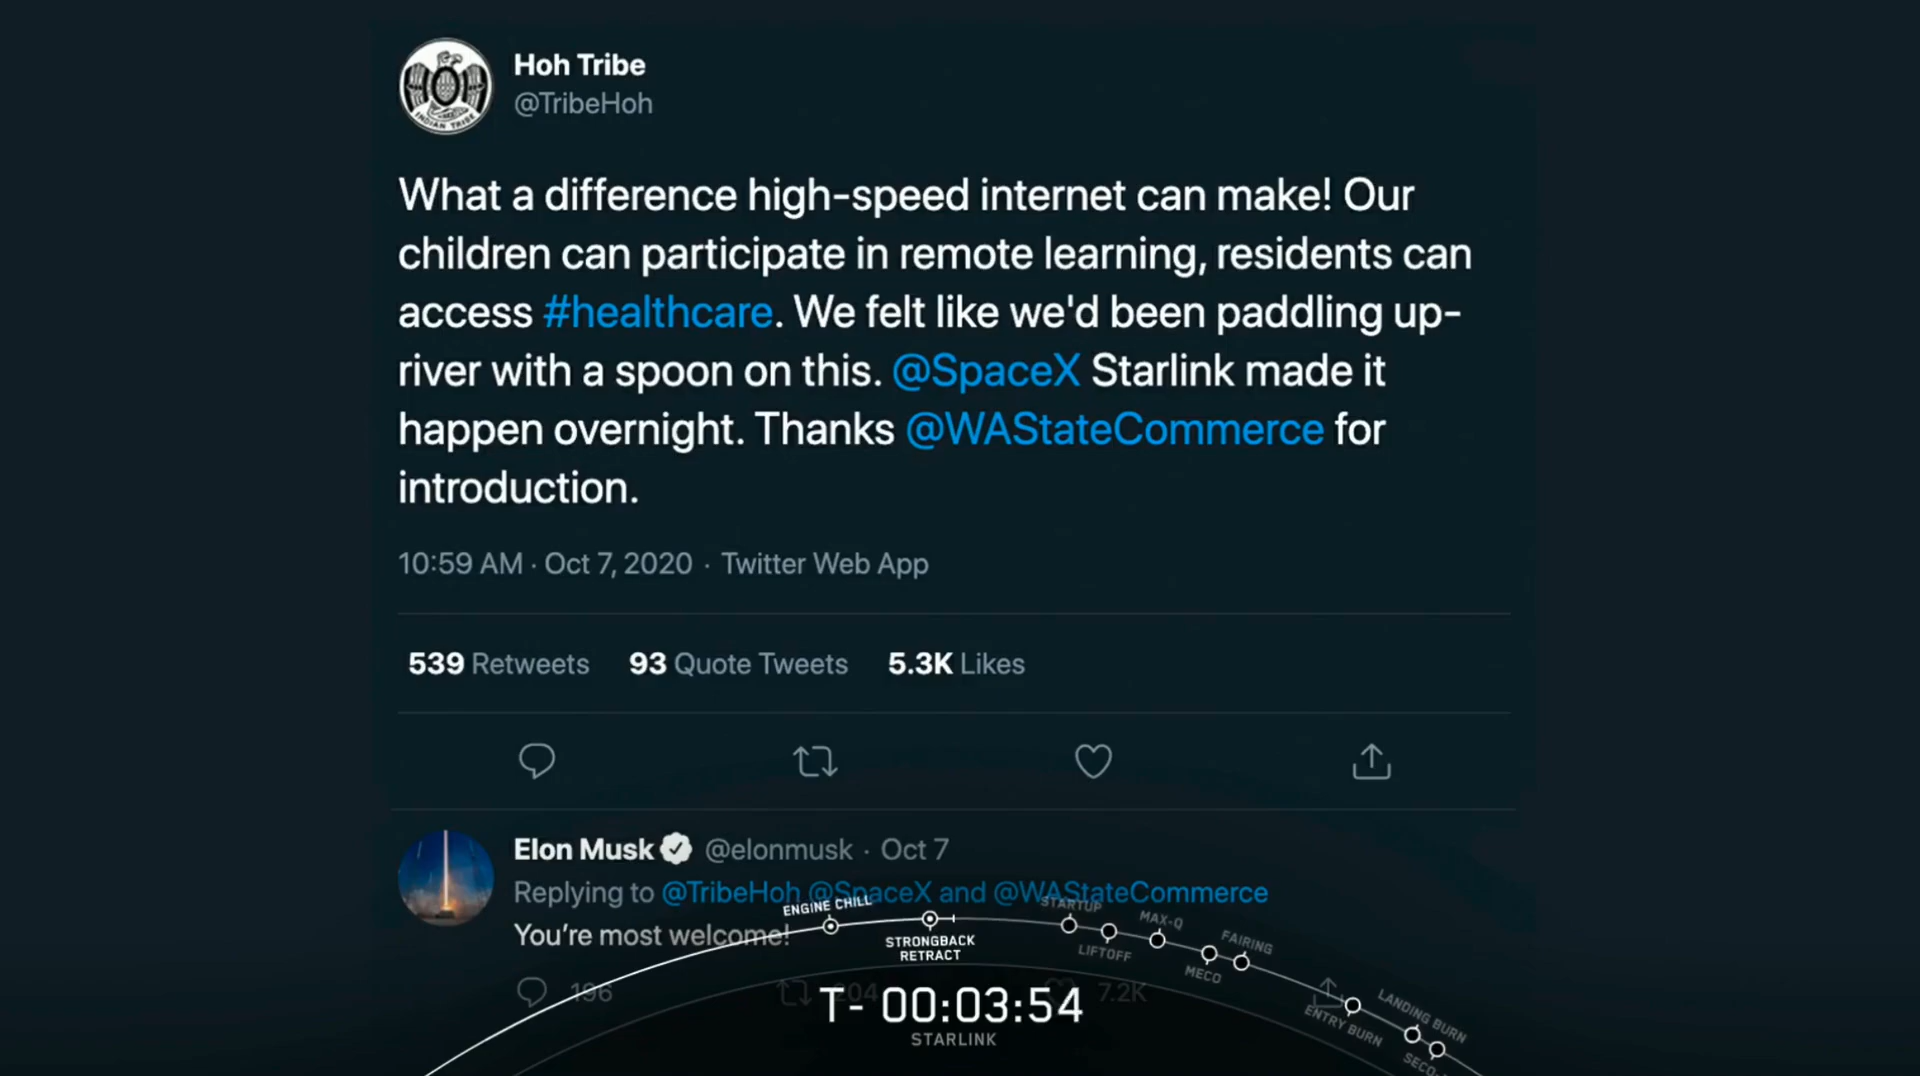 Hoh Tribe
@TribeHoh
HOH
INDIAN TRIBE
What a difference high-speed internet can make! Our
children can participate in remote learning, residents can
access #healthcare. We felt like we'd been paddling up-
river with a spoon on this. @SpaceX Starlink made it
happen overnight. Thanks @WAStateCommerce for
introduction.
10:59 AM · Oct 7, 2020 · Twitter Web App
539 Retweets 93 Quote Tweets 5.3K Likes
Elon Musk @elonmusk · Oct 7
Replying to @TribeHoh @SpaceX and @WAStateCommerce
You're most welcome!
196 204 7.2K
ENGINE CHILL
STRONGBACK
RETRACT
STARTUP
LIFTOFF
MAX-Q
MECO
FAIRING
ENTRY BURN
LANDING BURN
T- 00:03:54
STARLINK